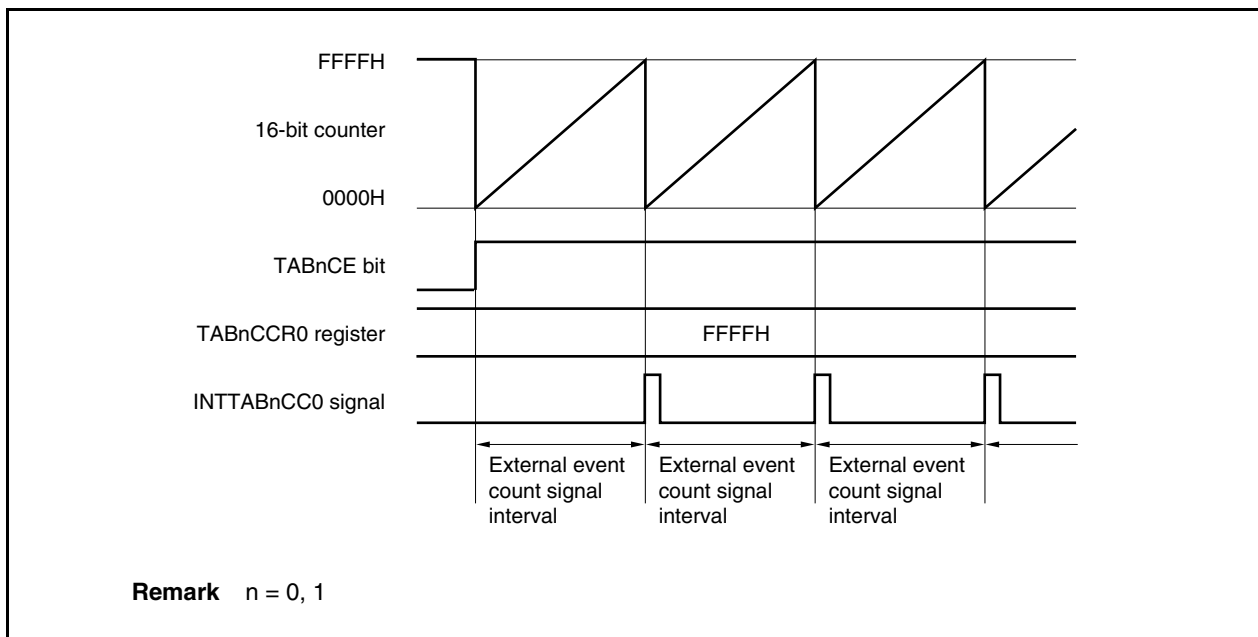 FFFFH
16-bit counter
0000H
TABnCE bit
TABnCCR0 register
FFFFH
INTTABnCC0 signal
External event
count signal
interval
External event
count signal
interval
External event
count signal
interval
Remark n = 0, 1